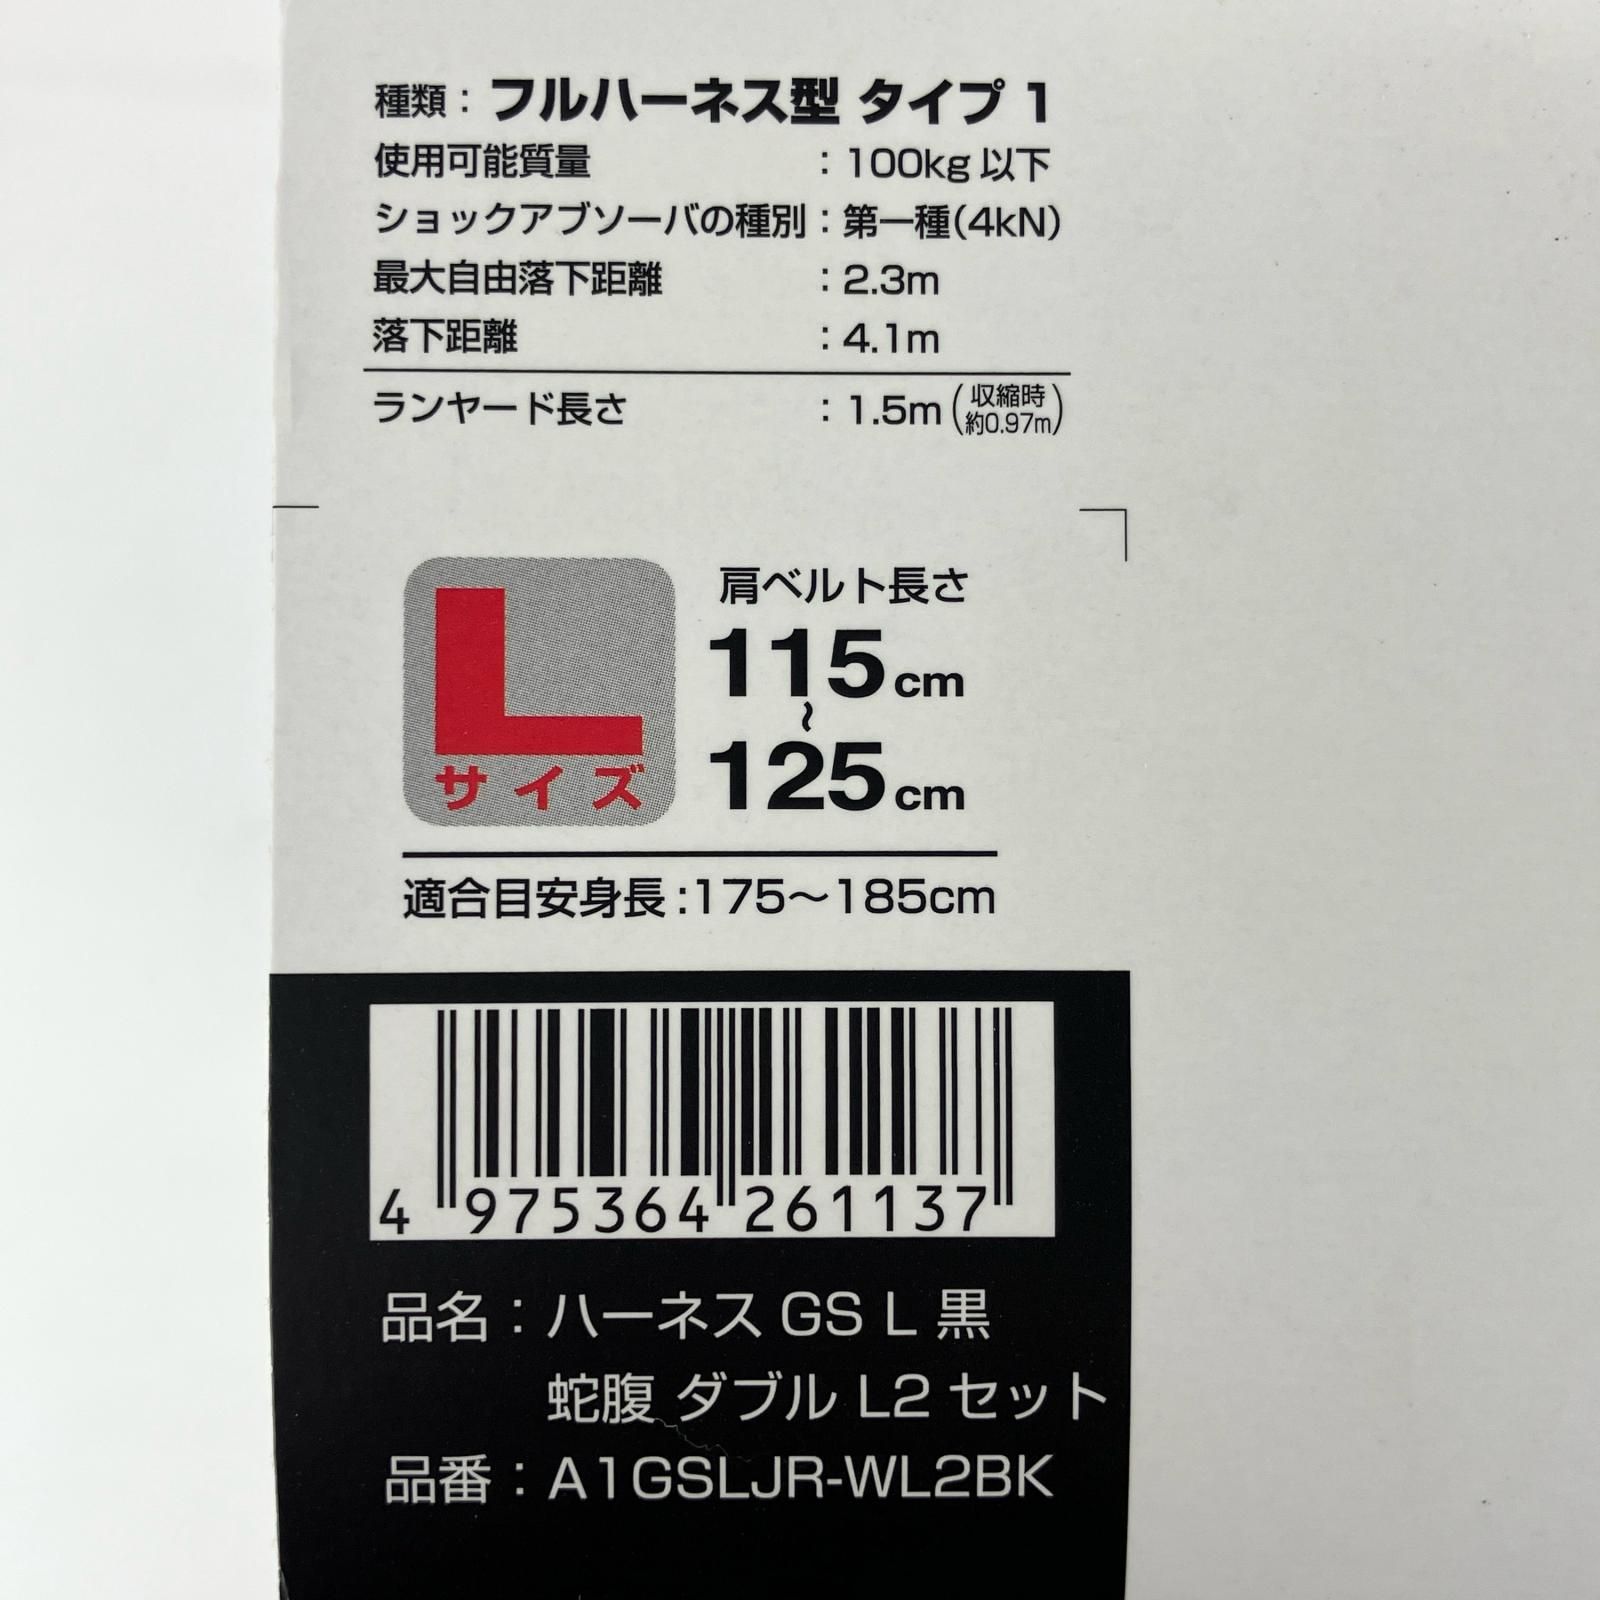 種類：フルハーネス型 タイプ 1
使用可能質量：100kg 以下
ショックアブソーバの種別：第一種(4kN)
最大自由落下距離：2.3m
落下距離：4.1m
ランヤード長さ：1.5m(収縮時 約0.97m)
L
サイズ
肩ベルト長さ
115cm
〜
125cm
適合目安身長:175〜185cm
4 975364 261137
品名：ハーネス GS L 黒
蛇腹 ダブル L2 セット
品番：A1GSLJR-WL2BK